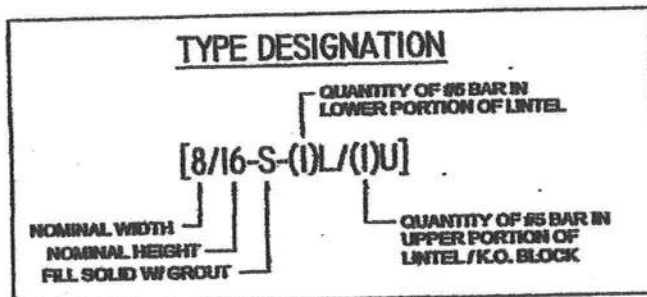 TYPE DESIGNATION
QUANTITY OF #5 BAR IN
LOWER PORTION OF LINTEL
[8/16-S-(1)L/(1)U]
NOMINAL WIDTH
NOMINAL HEIGHT
FILL SOLID W/ GROUT
QUANTITY OF #5 BAR IN
UPPER PORTION OF
LINTEL / K.O. BLOCK